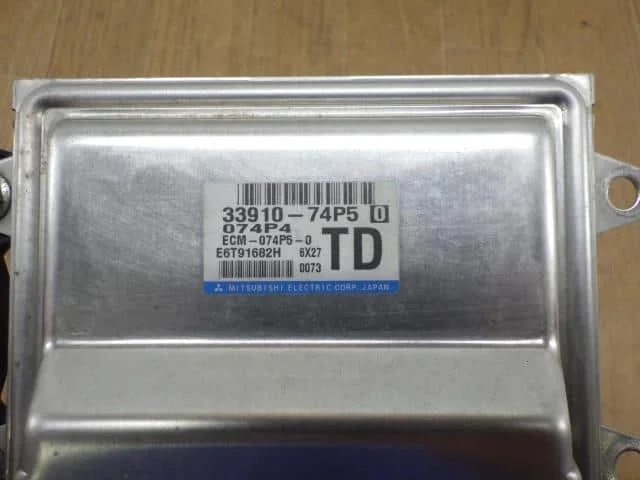 33910-74P5 0
074P4
ECM-074P5-0
E6T91682H 6X27 TD
0073
MITSUBISHI ELECTRIC CORP. JAPAN